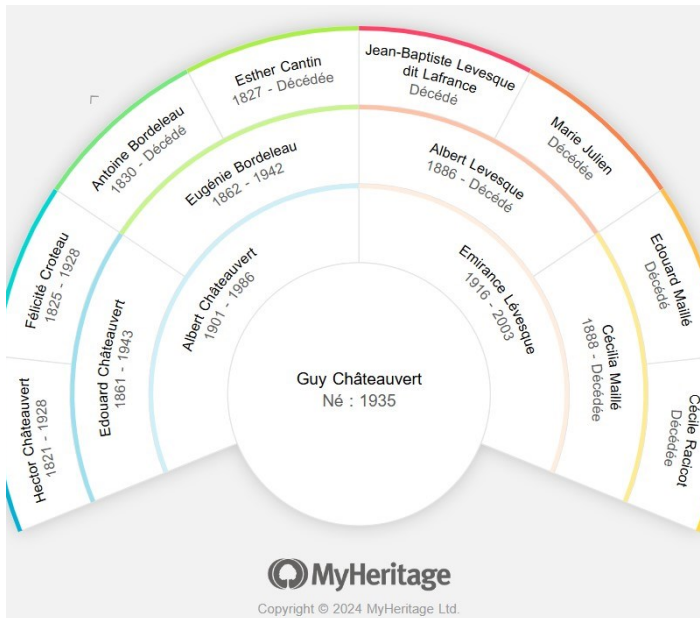 Jean-Baptiste Levesque
dit Lafrance
Décédé
Esther Cantin
1827 - Décédée
Marie Julien
Décédée
Antoine Bordeleau
1830 - Décédé
Eugénie Bordeleau
1862 - 1942
Albert Levesque
1886 - Décédé
Edouard Maillé
Décédé
Félicité Croteau
1825 - 1928
Albert Châteauvert
1901 - 1986
Emirance Lévesque
1916 - 2003
Edouard Châteauvert
1861 - 1943
Cécilia Maillé
1888 - Décédée
Hector Châteauvert
1821 - 1928
Cécile Racicot
Décédée
Guy Châteauvert
Né : 1935
MyHeritage
Copyright © 2024 MyHeritage Ltd.